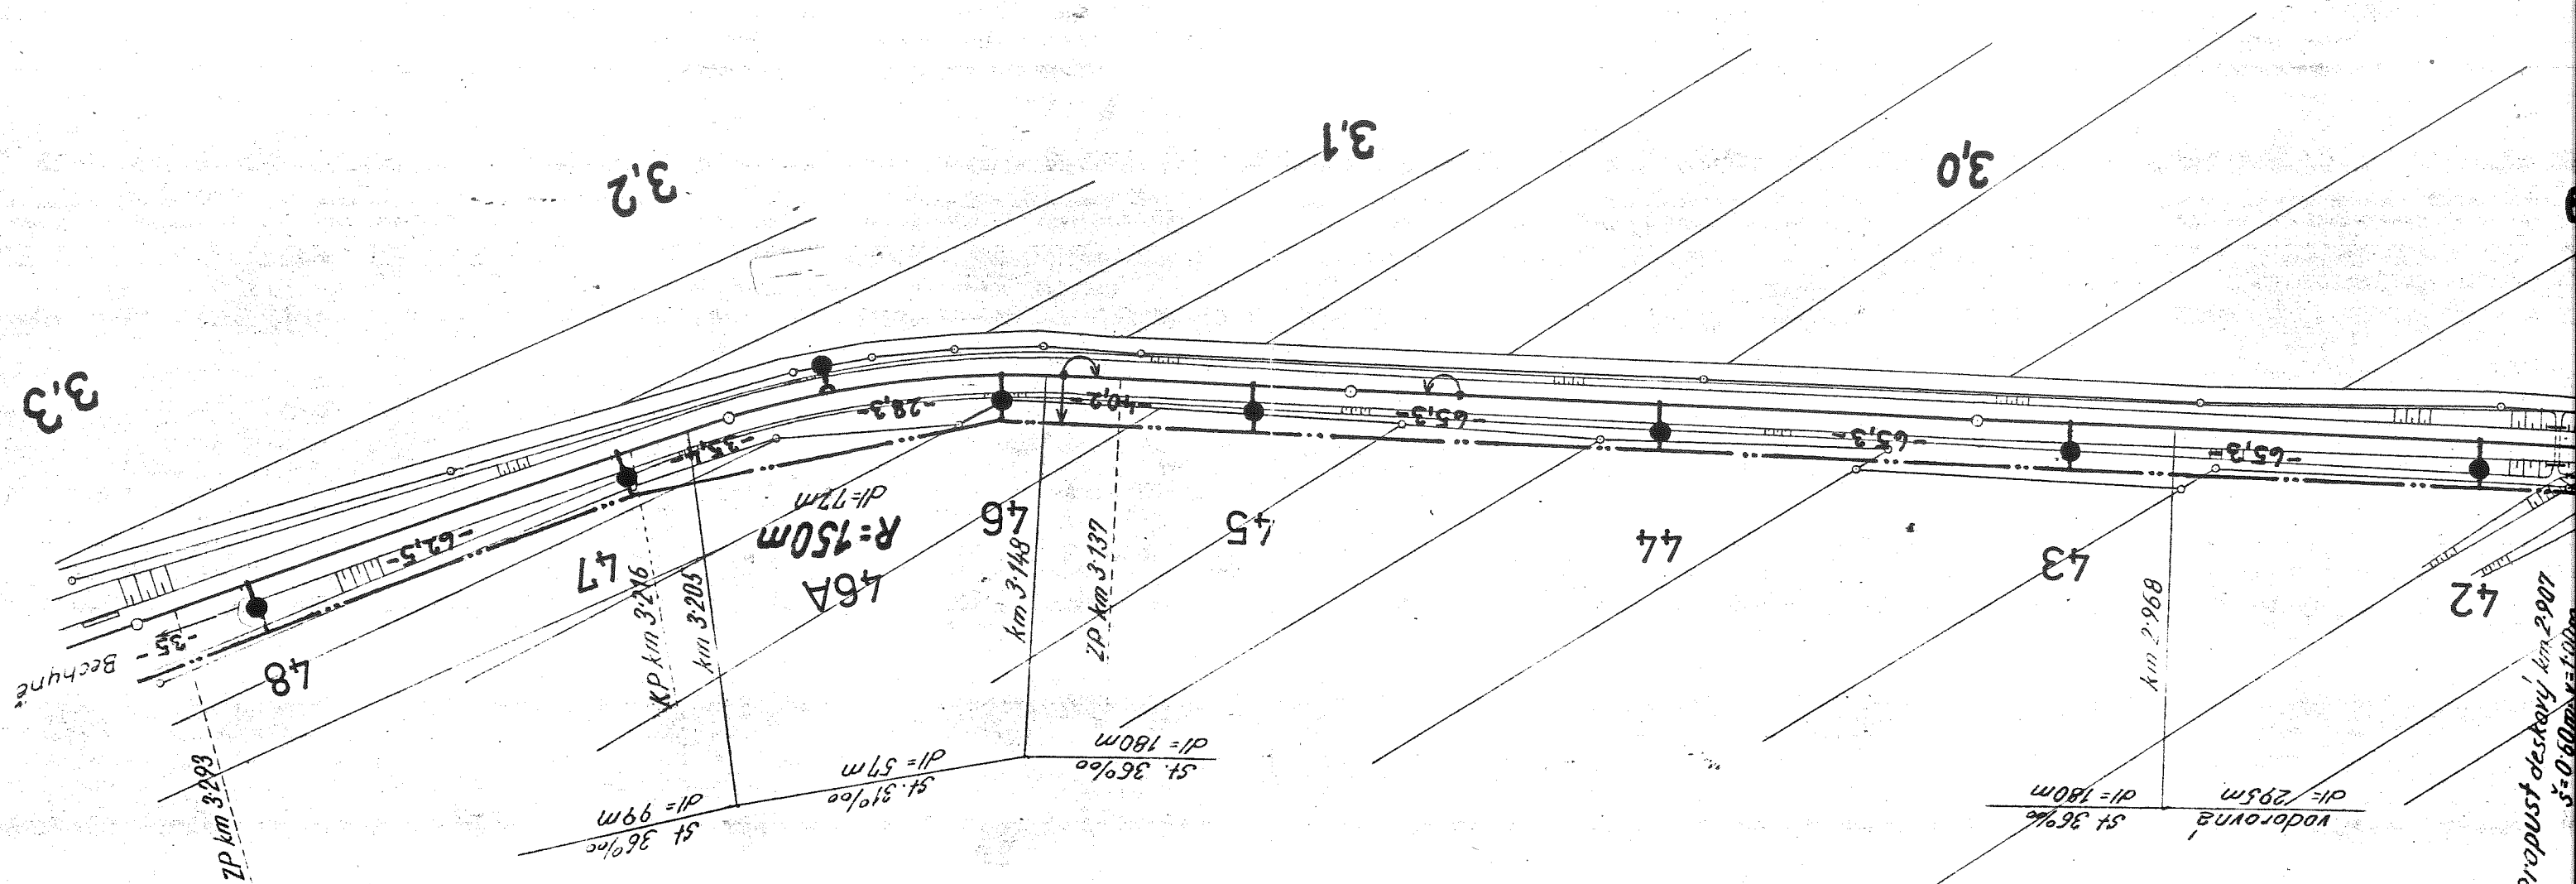 3,3
3,2
3,1
3,0
-35-
-62,5-
-35,4-
-28,3-
-40,2-
-65,3-
-65,3-
-65,3-
Bechyně
48
47
46A
46
45
44
43
42
R=150m
dl=77m
ZP km 3·293
KP km 3·216
km 3·205
km 3·148
ZP km 3·137
km 2·968
Propust deskový km 2·907
š=0·60m v=1·00m
st 36‰
dl=99m
st. 31‰
dl=57m
st. 36‰
dl=180m
st 36‰
dl=180m
vodorovná
dl=295m